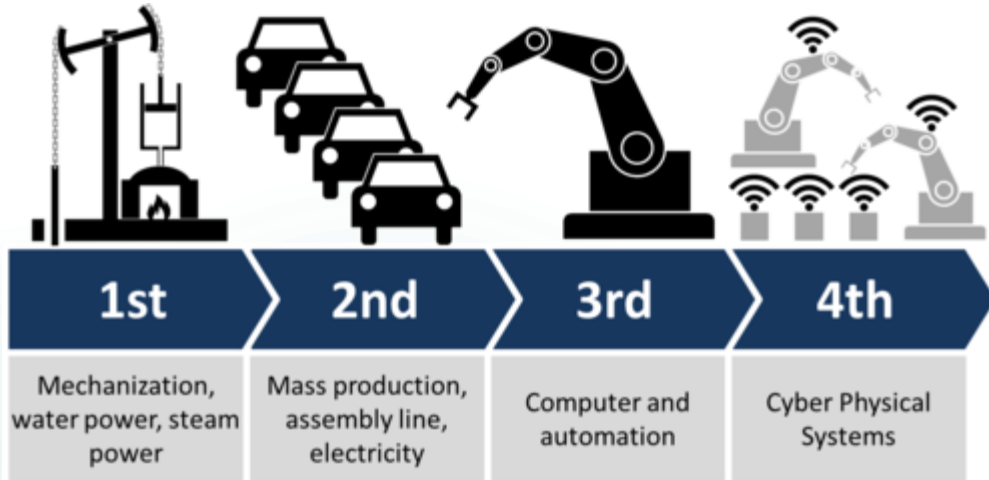 1st
2nd
3rd
4th
Mechanization,
water power, steam
power
Mass production,
assembly line,
electricity
Computer and
automation
Cyber Physical
Systems